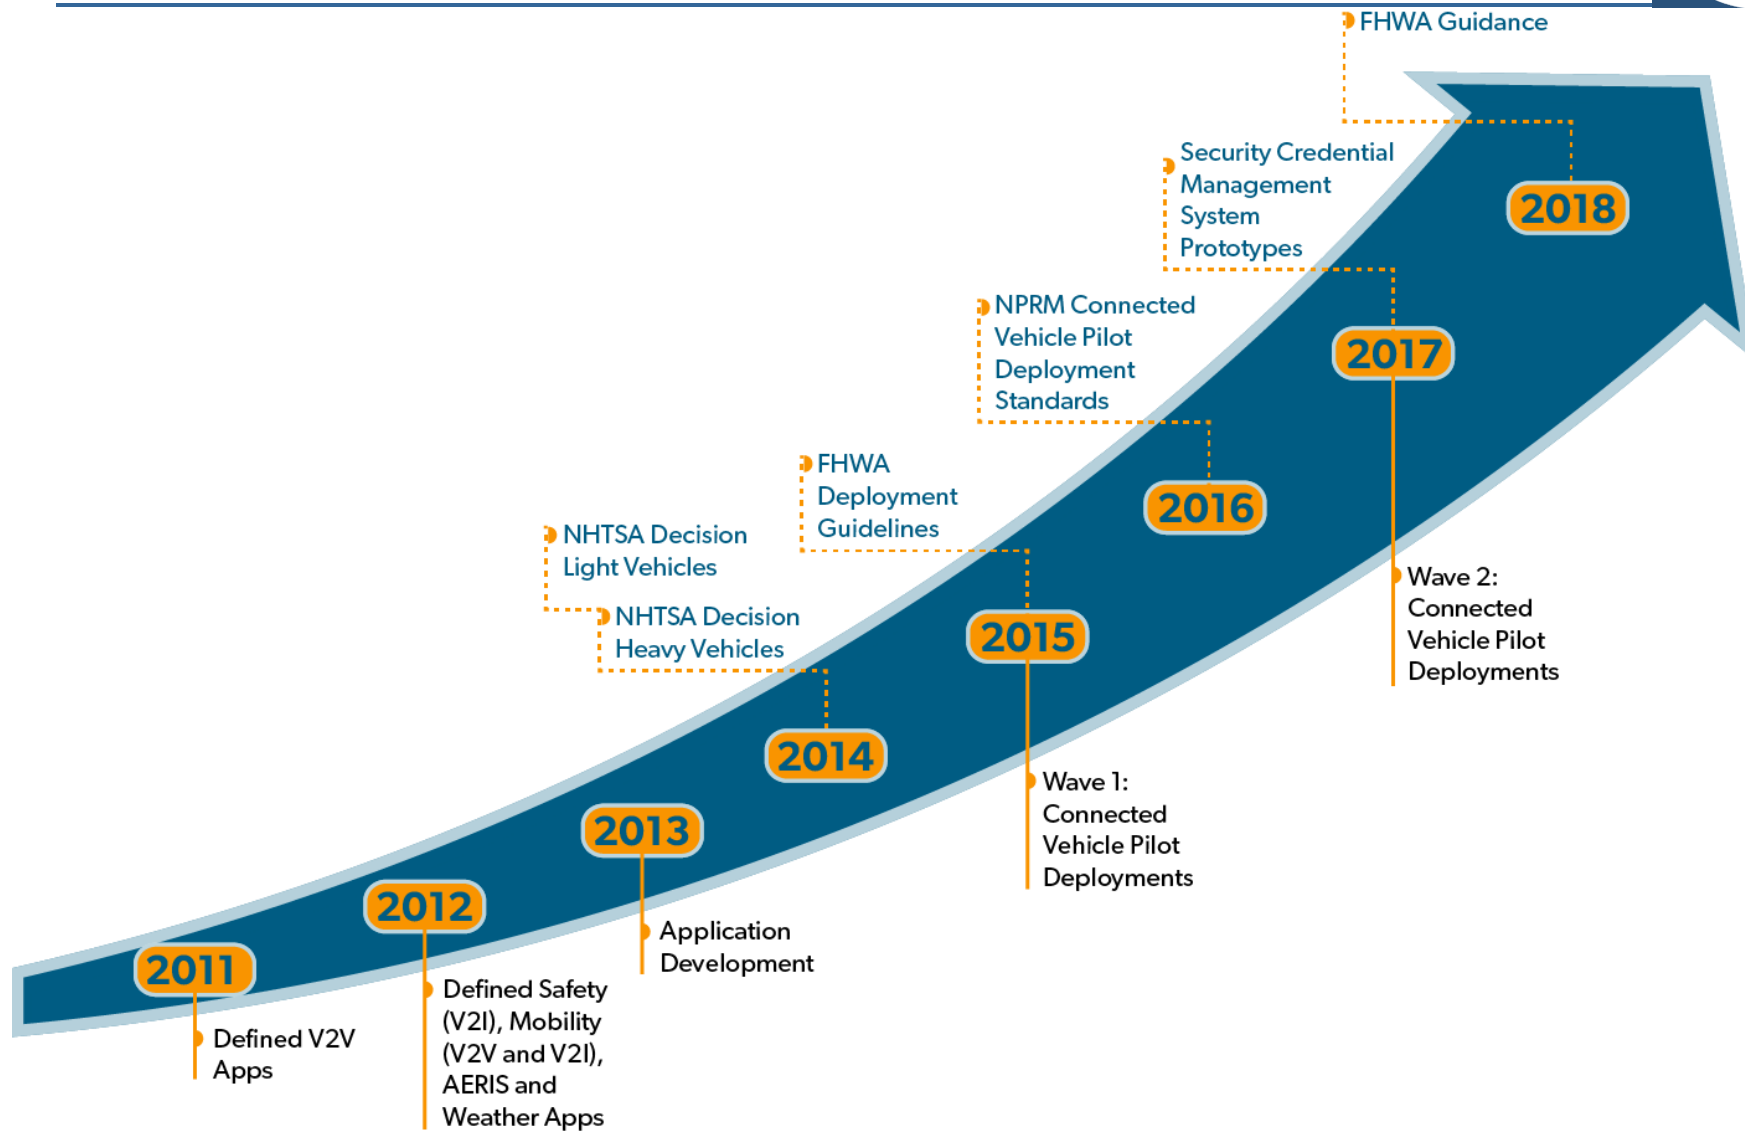 FHWA Guidance
Security Credential
Management
System
Prototypes
2018
NPRM Connected
Vehicle Pilot
Deployment
Standards
2017
FHWA
Deployment
Guidelines
2016
NHTSA Decision
Light Vehicles
NHTSA Decision
Heavy Vehicles
2015
Wave 2:
Connected
Vehicle Pilot
Deployments
2014
Wave 1:
Connected
Vehicle Pilot
Deployments
2013
2012
Application
Development
2011
Defined Safety
(V2I), Mobility
(V2V and V2I),
AERIS and
Weather Apps
Defined V2V
Apps